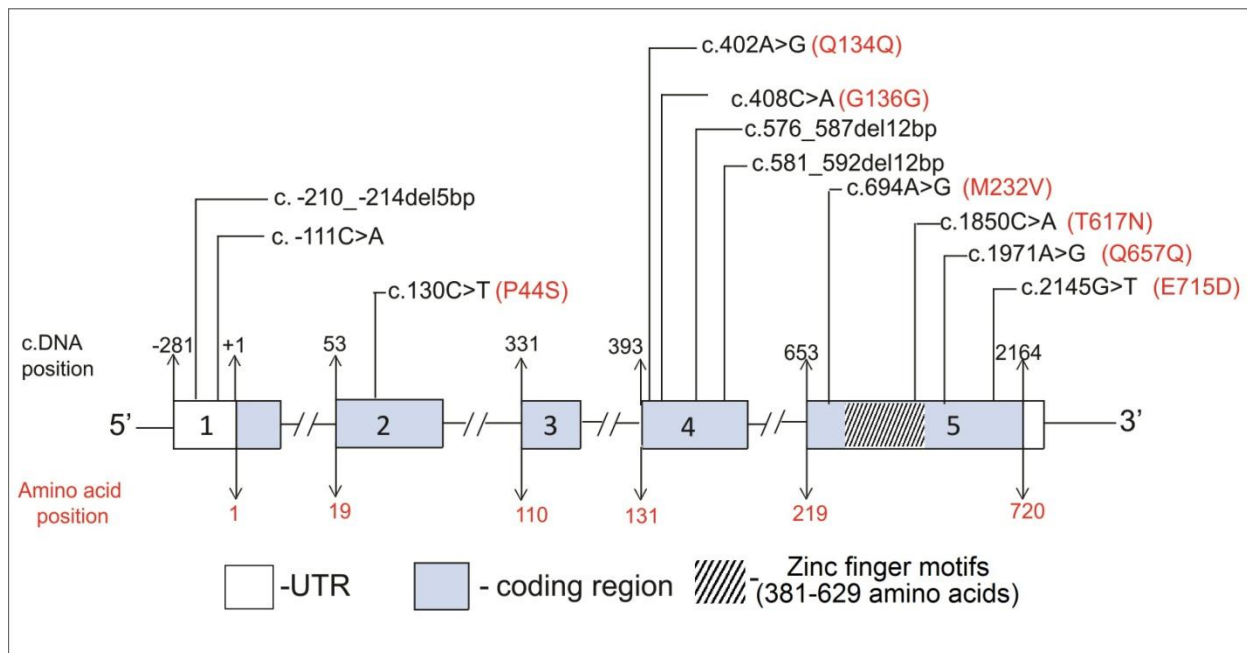 c.402A>G (Q134Q)
c.408C>A (G136G)
c.576_587del12bp
c.581_592del12bp
c.694A>G (M232V)
c. -210_-214del5bp
c.1850C>A (T617N)
c. -111C>A
c.1971A>G (Q657Q)
c.130C>T (P44S)
c.2145G>T (E715D)
c.DNA
position
-281 +1 53 331 393 653 2164
5’ 1 2 3 4 5 3’
Amino acid
position
1 19 110 131 219 720
-UTR - coding region - Zinc finger motifs
(381-629 amino acids)